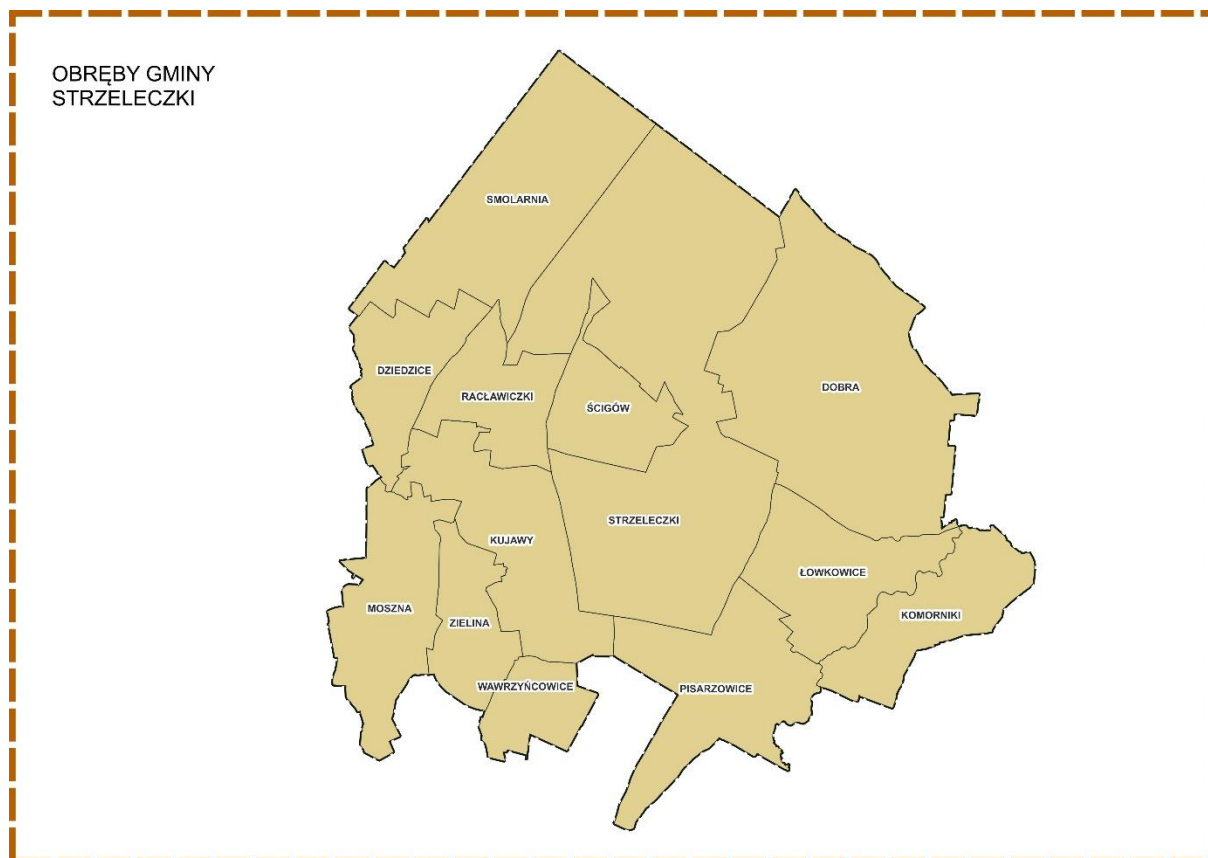 OBRĘBY GMINY
STRZELECZKI
SMOLARNIA
DZIEDZICE
RACŁAWICZKI
ŚCIGÓW
DOBRA
STRZELECZKI
KUJAWY
ŁOWKOWICE
MOSZNA
ZIELINA
KOMORNIKI
WAWRZYŃCOWICE
PISARZOWICE